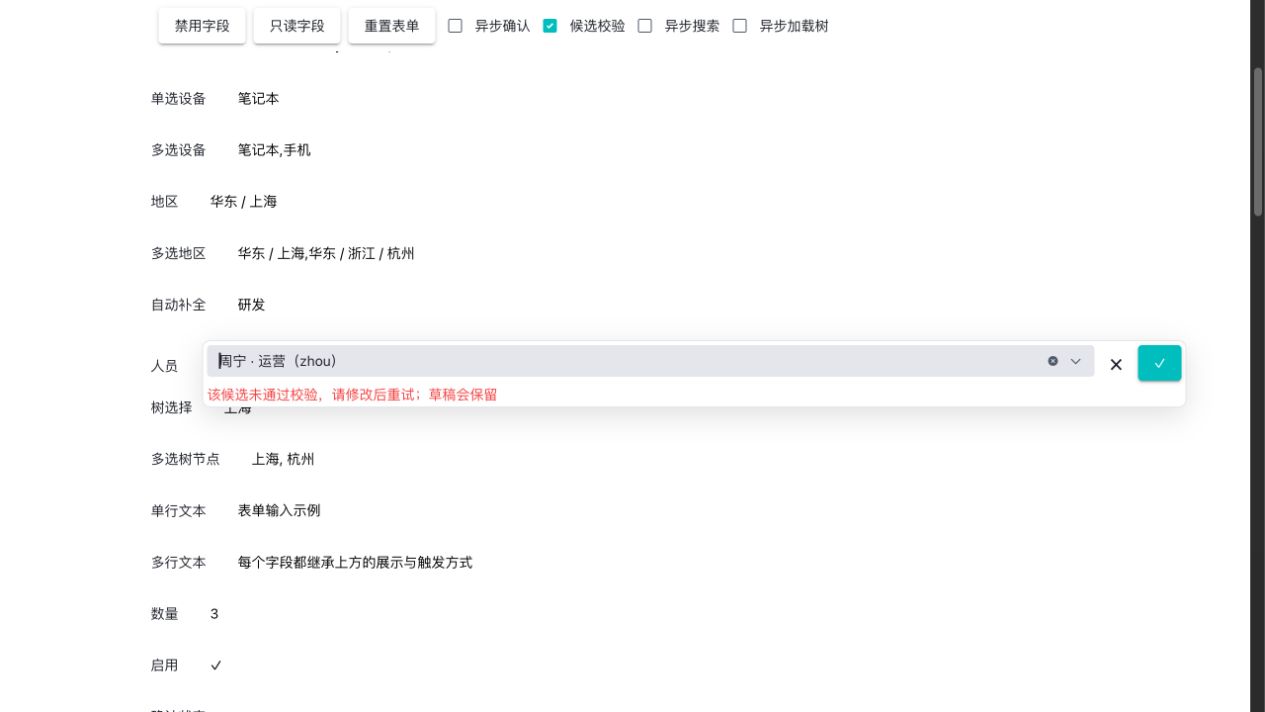 禁用字段 只读字段 重置表单 异步确认 候选校验 异步搜索 异步加载树
单选设备 笔记本
多选设备 笔记本,手机
地区 华东 / 上海
多选地区 华东 / 上海,华东 / 浙江 / 杭州
自动补全 研发
人员 周宁 · 运营（zhou）
该候选未通过校验，请修改后重试；草稿会保留
树选择 上海
多选树节点 上海, 杭州
单行文本 表单输入示例
多行文本 每个字段都继承上方的展示与触发方式
数量 3
启用